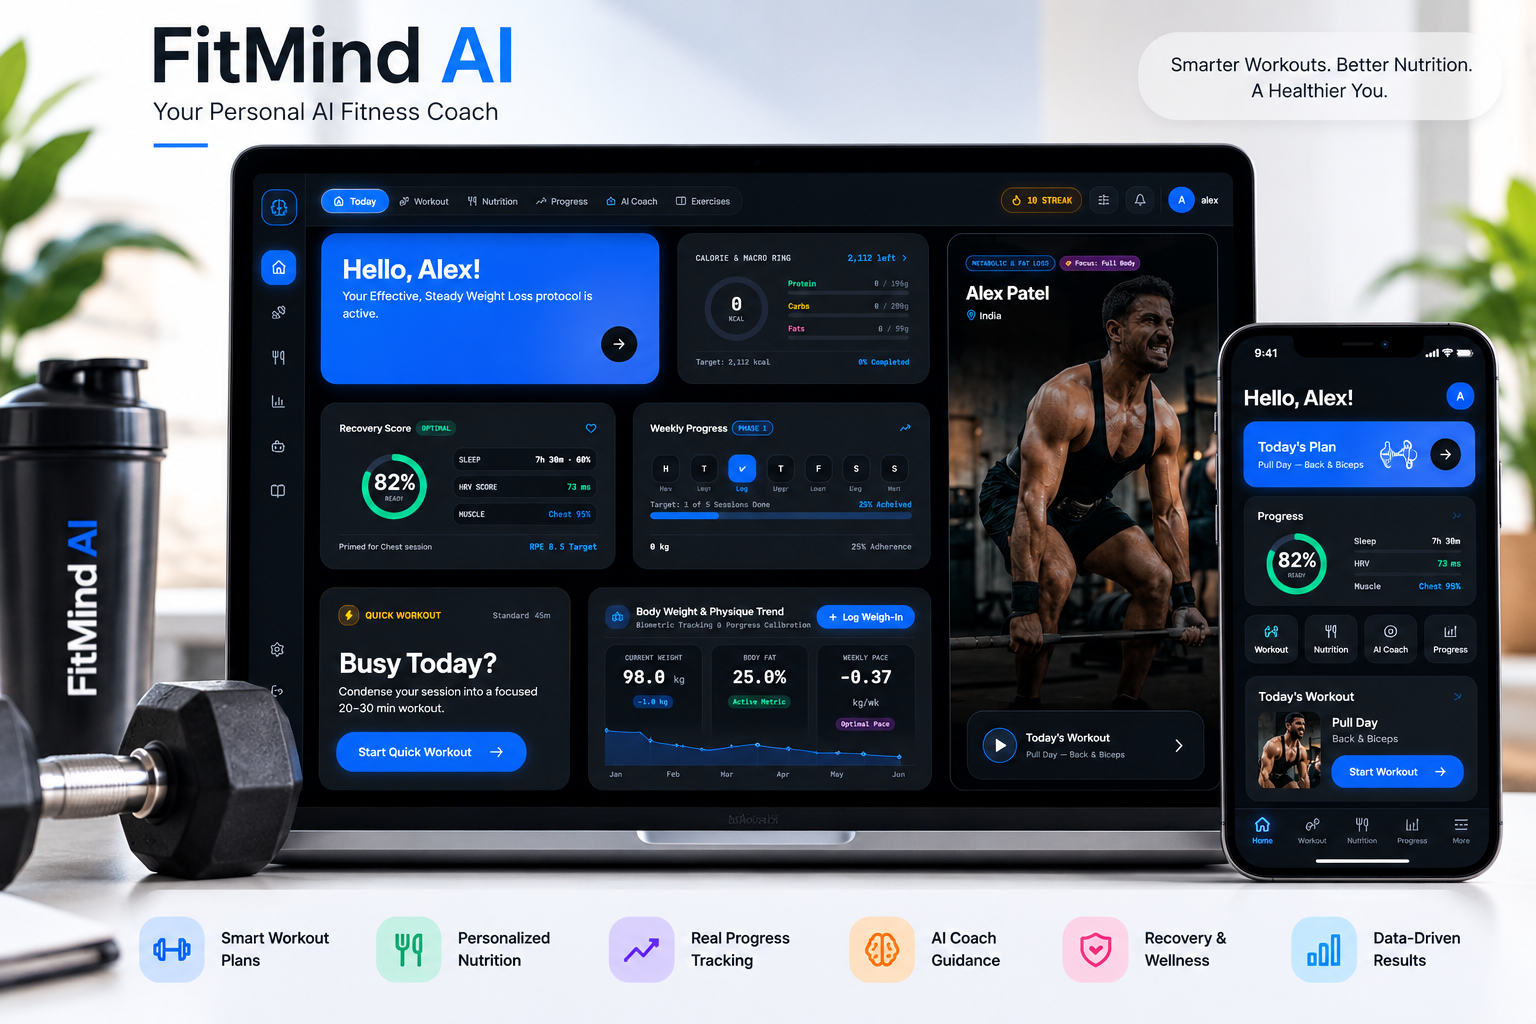 FitMind AI
Your Personal AI Fitness Coach
Smarter Workouts. Better Nutrition.
A Healthier You.
Today
Workout
Nutrition
Progress
AI Coach
Exercises
10 STREAK
A
alex
Hello, Alex!
Your Effective, Steady Weight Loss protocol is
active.
CALORIE & MACRO RING
2,112 left
0
KCAL
Protein 0 / 196g
Carbs 0 / 200g
Fats 0 / 99g
Target: 2,112 kcal
0% Completed
METABOLIC & FAT LOSS
Focus: Full Body
Alex Patel
India
Recovery Score OPTIMAL
82%
READY
SLEEP 7h 30m · 60%
HRV SCORE 73 ms
MUSCLE Chest 95%
Primed for Chest session
RPE 8.5 Target
Weekly Progress PHASE 1
H T T F S S
Log
Target: 1 of 5 Sessions Done
25% Acheived
0 kg
25% Adherence
QUICK WORKOUT
Standard 45m
Busy Today?
Condense your session into a focused
20–30 min workout.
Start Quick Workout
Body Weight & Physique Trend
Biometric Tracking & Porgress Calibration
+ Log Weigh-In
CURRENT WEIGHT
98.0 kg
-1.0 kg
BODY FAT
25.0%
Active Metric
WEEKLY PACE
-0.37
kg/wk
Optimal Pace
Jan Feb Mar Apr May Jun
Today's Workout
Pull Day — Back & Biceps
9:41
Hello, Alex!
A
Today's Plan
Pull Day — Back & Biceps
Progress
82%
READY
Sleep 7h 30m
HRV 73 ms
Muscle Chest 95%
Workout
Nutrition
AI Coach
Progress
Today's Workout
Pull Day
Back & Biceps
Start Workout
Home
Workout
Nutrition
Progress
More
FitMind AI
Smart Workout
Plans
Personalized
Nutrition
Real Progress
Tracking
AI Coach
Guidance
Recovery &
Wellness
Data-Driven
Results